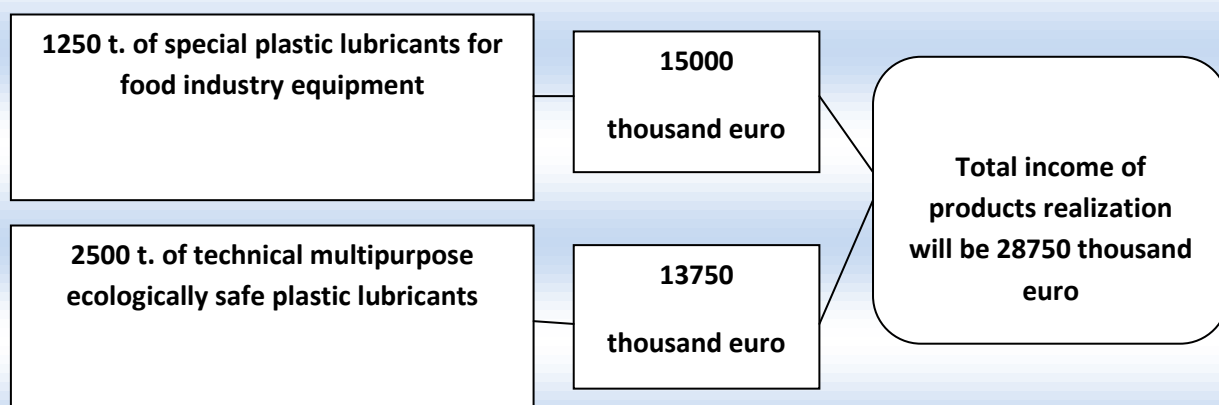 1250 t. of special plastic lubricants for
food industry equipment
15000
thousand euro
2500 t. of technical multipurpose
ecologically safe plastic lubricants
13750
thousand euro
Total income of
products realization
will be 28750 thousand
euro